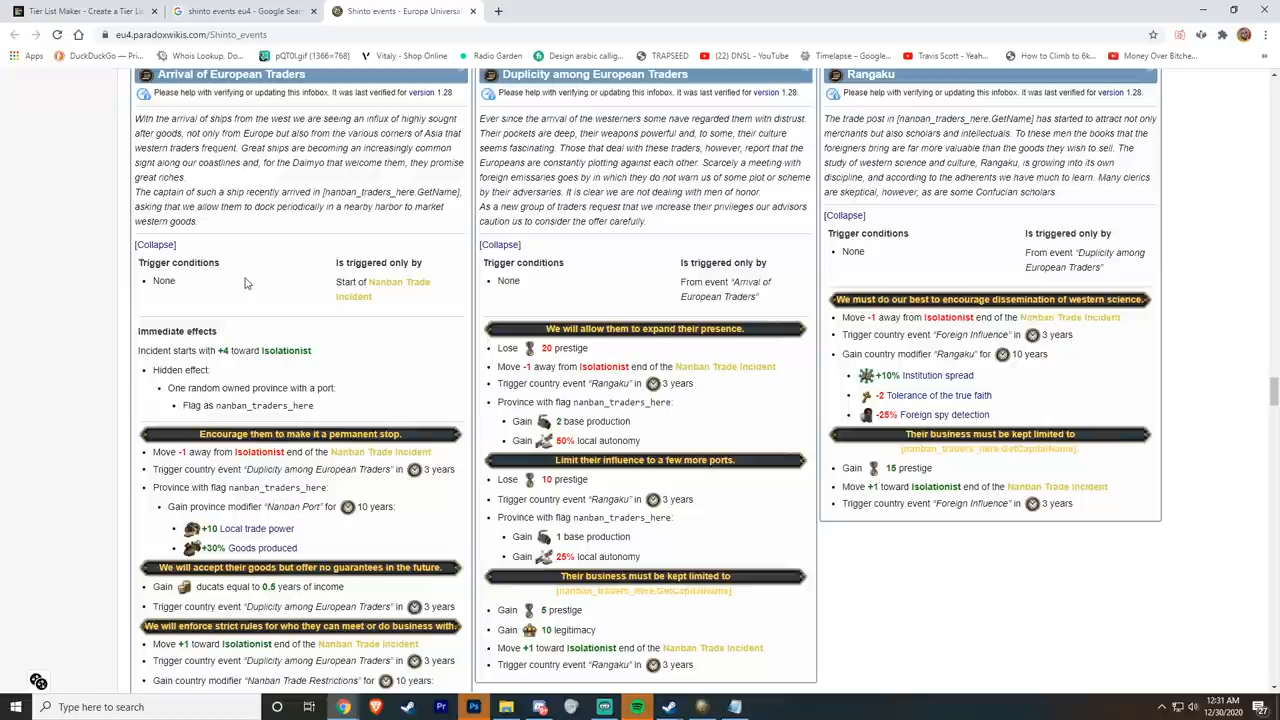 Tier List Maker - Create a Tier Lis
shinto events eu4 - Google Sear
Shinto events - Europa Universal
eu4.paradoxwikis.com/Shinto_events
Apps
DuckDuckGo — pri...
Whois Lookup, Do...
pQT0I.gif (1366×768)
Vitaly - Shop Online
Radio Garden
Design arabic callig...
TRAPSEED
(22) DNSL - YouTube
Timelapse – Google...
Travis Scott - Yeah...
How to Climb to 6k...
Money Over Bitche...
Arrival of European Traders
Please help with verifying or updating this infobox. It was last verified for version 1.28.
With the arrival of ships from the west we are seeing an influx of highly sought
after goods, not only from Europe but also from the various corners of Asia that
western traders frequent. Great ships are becoming an increasingly common
sight along our coastlines and, for the Daimyo that welcome them, they promise
great riches.
The captain of such a ship recently arrived in [nanban_traders_here.GetName],
asking that we allow them to dock periodically in a nearby harbor to market
western goods.
[Collapse]
Trigger conditions
None
Is triggered only by
Start of Nanban Trade
Incident
Immediate effects
Incident starts with +4 toward Isolationist
Hidden effect:
One random owned province with a port:
Flag as nanban_traders_here
Encourage them to make it a permanent stop.
Move -1 away from Isolationist end of the Nanban Trade Incident
Trigger country event “Duplicity among European Traders” in 3 years
Province with flag nanban_traders_here:
Gain province modifier “Nanban Port” for 10 years:
+10 Local trade power
+30% Goods produced
We will accept their goods but offer no guarantees in the future.
Gain ducats equal to 0.5 years of income
Trigger country event “Duplicity among European Traders” in 3 years
We will enforce strict rules for who they can meet or do business with.
Move +1 toward Isolationist end of the Nanban Trade Incident
Trigger country event “Duplicity among European Traders” in 3 years
Gain country modifier “Nanban Trade Restrictions” for 10 years:
Duplicity among European Traders
Please help with verifying or updating this infobox. It was last verified for version 1.28.
Ever since the arrival of the westerners some have regarded them with distrust.
Their pockets are deep, their weapons powerful and, to some, their culture
seems fascinating. Those that deal with these traders, however, report that the
Europeans are constantly plotting against each other. Scarcely a meeting with
foreign emissaries goes by in which they do not warn us of some plot or scheme
by their adversaries. It is clear we are not dealing with men of honor.
As a new group of traders request that we increase their privileges our advisors
caution us to consider the offer carefully.
[Collapse]
Trigger conditions
None
Is triggered only by
From event “Arrival of
European Traders”
We will allow them to expand their presence.
Lose 20 prestige
Move -1 away from Isolationist end of the Nanban Trade Incident
Trigger country event “Rangaku” in 3 years
Province with flag nanban_traders_here:
Gain 2 base production
Gain 50% local autonomy
Limit their influence to a few more ports.
Lose 10 prestige
Trigger country event “Rangaku” in 3 years
Province with flag nanban_traders_here:
Gain 1 base production
Gain 25% local autonomy
Their business must be kept limited to
[nanban_traders_here.GetCapitalName]
Gain 5 prestige
Gain 10 legitimacy
Move +1 toward Isolationist end of the Nanban Trade Incident
Trigger country event “Rangaku” in 3 years
Rangaku
Please help with verifying or updating this infobox. It was last verified for version 1.28.
The trade post in [nanban_traders_here.GetName] has started to attract not only
merchants but also scholars and intellectuals. To these men the books that the
foreigners bring are far more valuable than the goods they wish to sell. The
study of western science and culture, Rangaku, is growing into its own
discipline, and according to the adherents we have much to learn. Many clerics
are skeptical, however, as are some Confucian scholars.
[Collapse]
Trigger conditions
None
Is triggered only by
From event “Duplicity among
European Traders”
We must do our best to encourage dissemination of western science.
Move -1 away from Isolationist end of the Nanban Trade Incident
Trigger country event “Foreign Influence” in 3 years
Gain country modifier “Rangaku” for 10 years
+10% Institution spread
-2 Tolerance of the true faith
-25% Foreign spy detection
Their business must be kept limited to
[nanban_traders_here.GetCapitalName].
Gain 15 prestige
Move +1 toward Isolationist end of the Nanban Trade Incident
Trigger country event “Foreign Influence” in 3 years
Type here to search
12:31 AM
12/30/2020
27